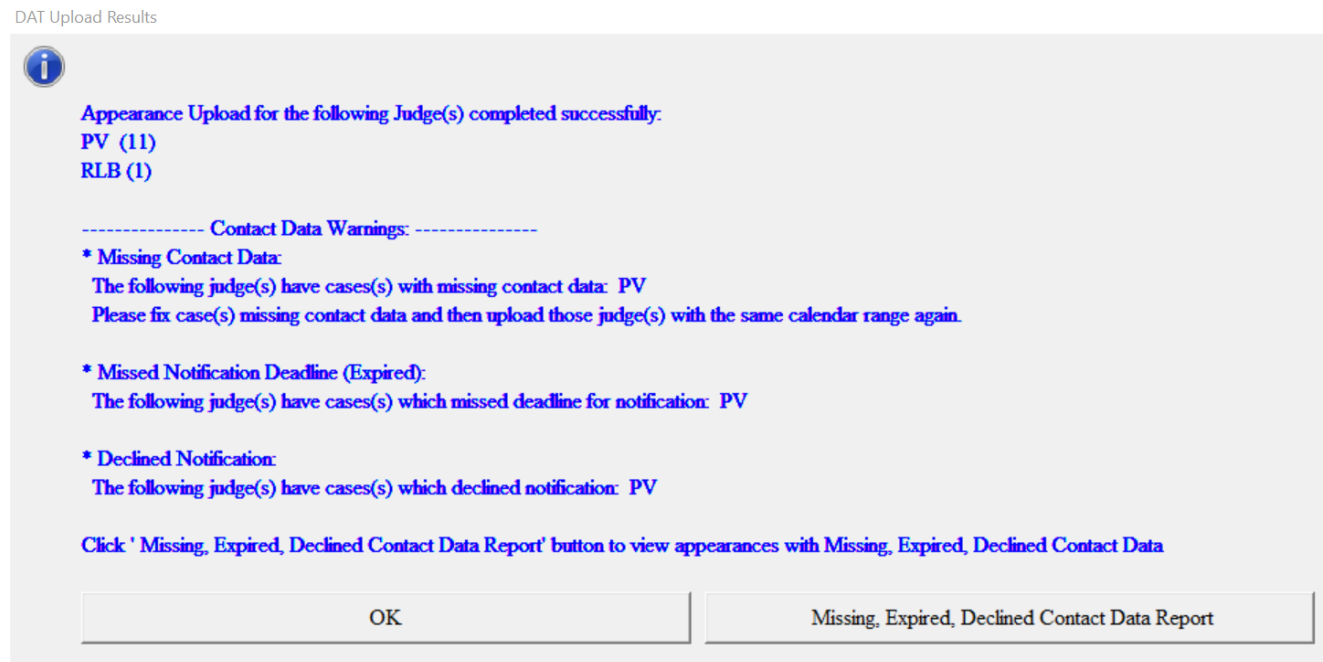 DAT Upload Results
Appearance Upload for the following Judge(s) completed successfully:
PV (11)
RLB (1)
--------------- Contact Data Warnings: ---------------
* Missing Contact Data:
The following judge(s) have cases(s) with missing contact data: PV
Please fix case(s) missing contact data and then upload those judge(s) with the same calendar range again.
* Missed Notification Deadline (Expired):
The following judge(s) have cases(s) which missed deadline for notification: PV
* Declined Notification:
The following judge(s) have cases(s) which declined notification: PV
Click ' Missing, Expired, Declined Contact Data Report' button to view appearances with Missing, Expired, Declined Contact Data
OK
Missing, Expired, Declined Contact Data Report